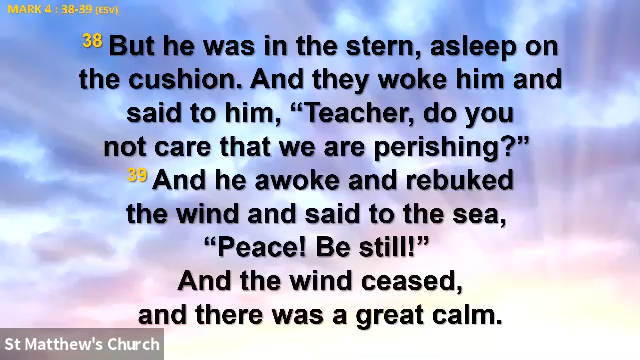 MARK 4 : 38-39 (ESV)
38 But he was in the stern, asleep on
the cushion. And they woke him and
said to him, “Teacher, do you
not care that we are perishing?”
39 And he awoke and rebuked
the wind and said to the sea,
“Peace! Be still!”
And the wind ceased,
and there was a great calm.
St Matthew's Church